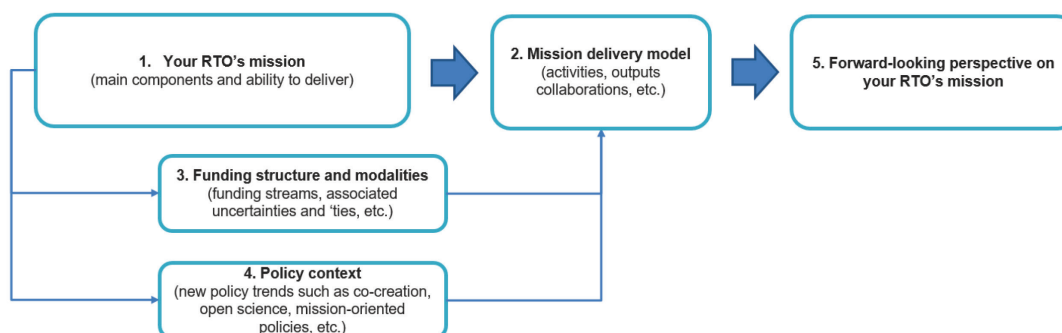 1. Your RTO's mission
(main components and ability to deliver)
2. Mission delivery model
(activities, outputs
collaborations, etc.)
5. Forward-looking perspective on
your RTO's mission
3. Funding structure and modalities
(funding streams, associated
uncertainties and 'ties, etc.)
4. Policy context
(new policy trends such as co-creation,
open science, mission-oriented
policies, etc.)